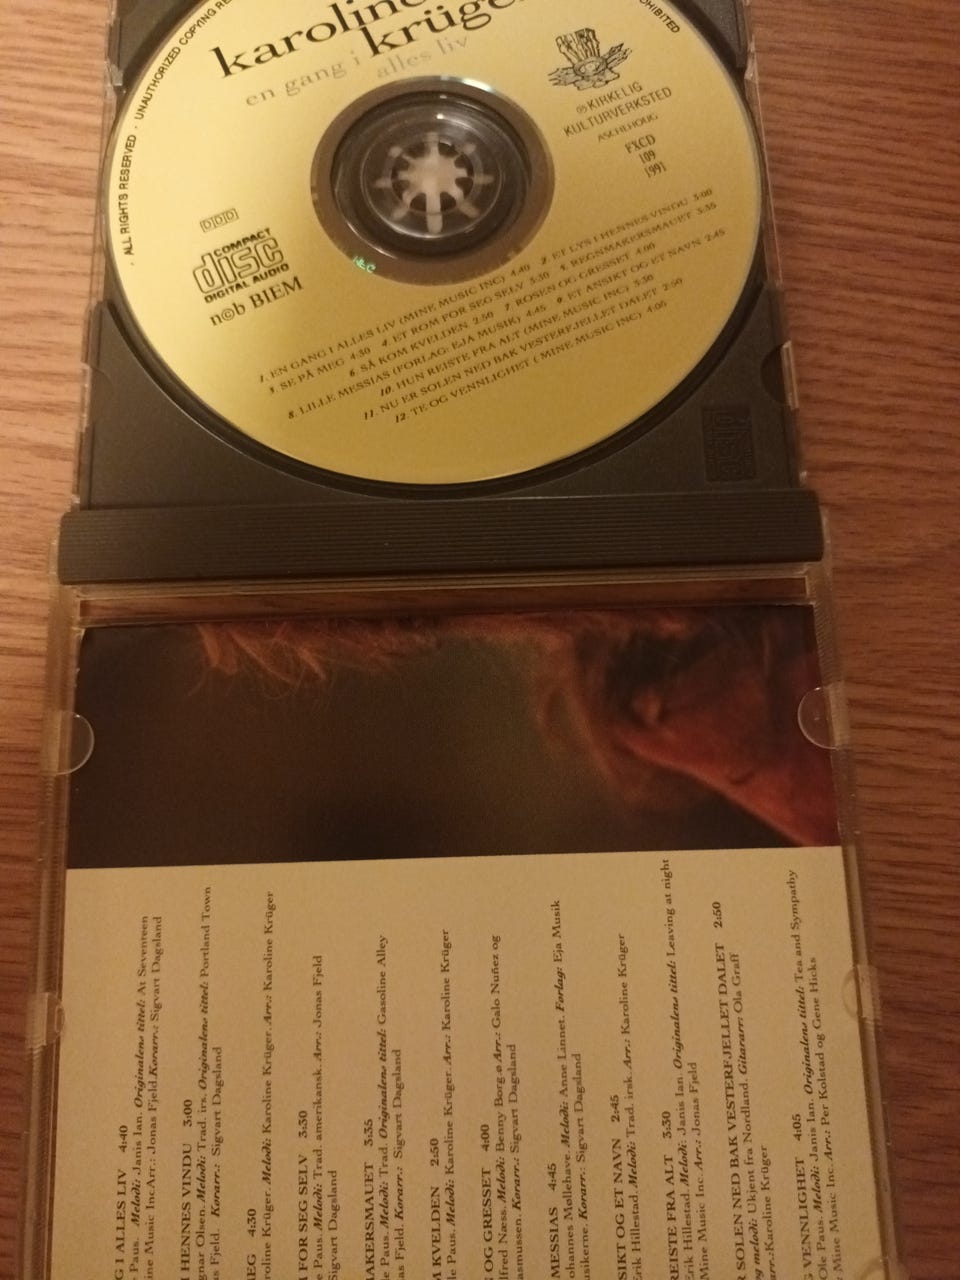 ALL RIGHTS RESERVED · UNAUTHORIZED COPYING RE
OHIBITED
karoline
krüge
en gang i
alles liv
℗KIRKELIG
KULTURVERKSTED
ASCHEHOUG
FXCD
109
1991
COMPACT
disc
DIGITAL AUDIO
n©b BIEM
1. EN GANG I ALLES LIV (MINE MUSIC INC) 4:40 2. ET LYS I HENNES VINDU 3:00
3. SE PÅ MEG 4:30 4. ET ROM FOR SEG SELV 3:30 5. REGNMAKERSMAUET 3:35
6. SÅ KOM KVELDEN 2:50 7. ROSEN OG GRESSET 4:00
8. LILLE MESSIAS (FORLAG: EJA MUSIK) 4:45 9. ET ANSIKT OG ET NAVN 2:45
10. HUN REISTE FRA ALT (MINE MUSIC INC) 3:30
11. NU ER SOLEN NED BAK VESTERFJELLET DALET 2:50
12. TE OG VENNLIGHET (MINE MUSIC INC) 4:05
NEC
disc
G I ALLES LIV 4:40
e Paus. Melodi: Janis Ian. Originalens tittel: At Seventeen
ine Music Inc Arr.: Jonas Fjeld. Korarr.: Sigvart Dagsland
I HENNES VINDU 3:00
gnar Olsen. Melodi: Trad. irs. Originalens tittel: Portland Town
as Fjeld. Korarr.: Sigvart Dagsland
EG 4:30
roline Krüger. Melodi: Karoline Krüger. Arr.: Karoline Krüger
FOR SEG SELV 3:30
e Paus. Melodi: Trad. amerikansk. Arr.: Jonas Fjeld
Sigvart Dagsland
AKERSMAUET 3:35
le Paus. Melodi: Trad. Originalens tittel: Gasoline Alley
as Fjeld. Korarr.: Sigvart Dagsland
M KVELDEN 2:50
le Paus. Melodi: Karoline Krüger. Arr.: Karoline Krüger
OG GRESSET 4:00
lfred Næss. Melodi: Benny Borg. Arr.: Galo Nuñez og
asmussen. Korarr.: Sigvart Dagsland
MESSIAS 4:45
ohannes Møllehave. Melodi: Anne Linnet. Forlag: Eja Musik
usikerne. Korarr.: Sigvart Dagsland
SIKT OG ET NAVN 2:45
Erik Hillestad. Melodi: Trad. irsk. Arr.: Karoline Krüger
REISTE FRA ALT 3:30
Erik Hillestad. Melodi: Janis Ian. Originalens tittel: Leaving at night
Mine Music Inc. Arr.: Jonas Fjeld
R SOLEN NED BAK VESTERFJELLET DALET 2:50
melodi: Ukjent fra Nordland. Gitararr: Ola Graff
r.:Karoline Krüger
G VENNLIGHET 4:05
Ole Paus. Melodi: Janis Ian. Originalens tittel: Tea and Sympathy
Mine Music Inc. Arr.: Per Kolstad og Gene Hicks